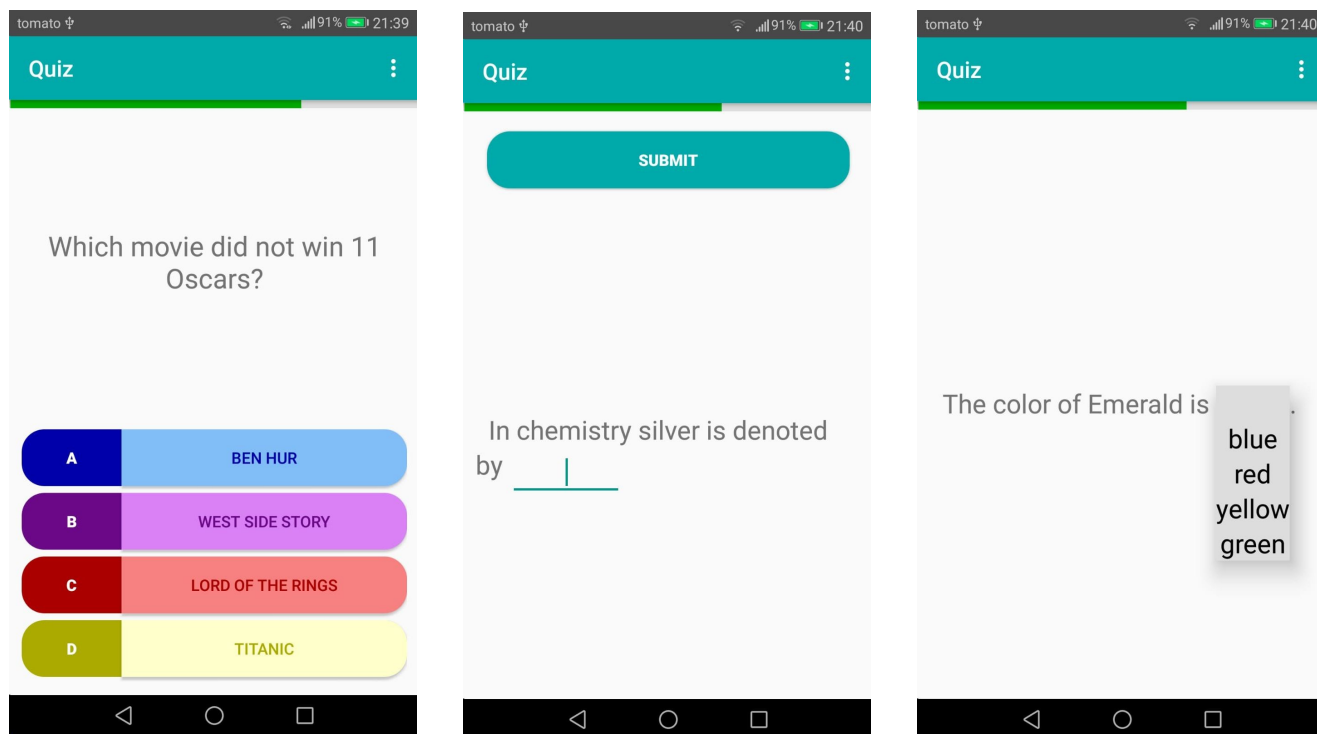 tomato 91% 21:39
Quiz
Which movie did not win 11
Oscars?
A BEN HUR
B WEST SIDE STORY
C LORD OF THE RINGS
D TITANIC
tomato 91% 21:40
Quiz
SUBMIT
In chemistry silver is denoted
by
tomato 91% 21:40
Quiz
The color of Emerald is .
blue
red
yellow
green